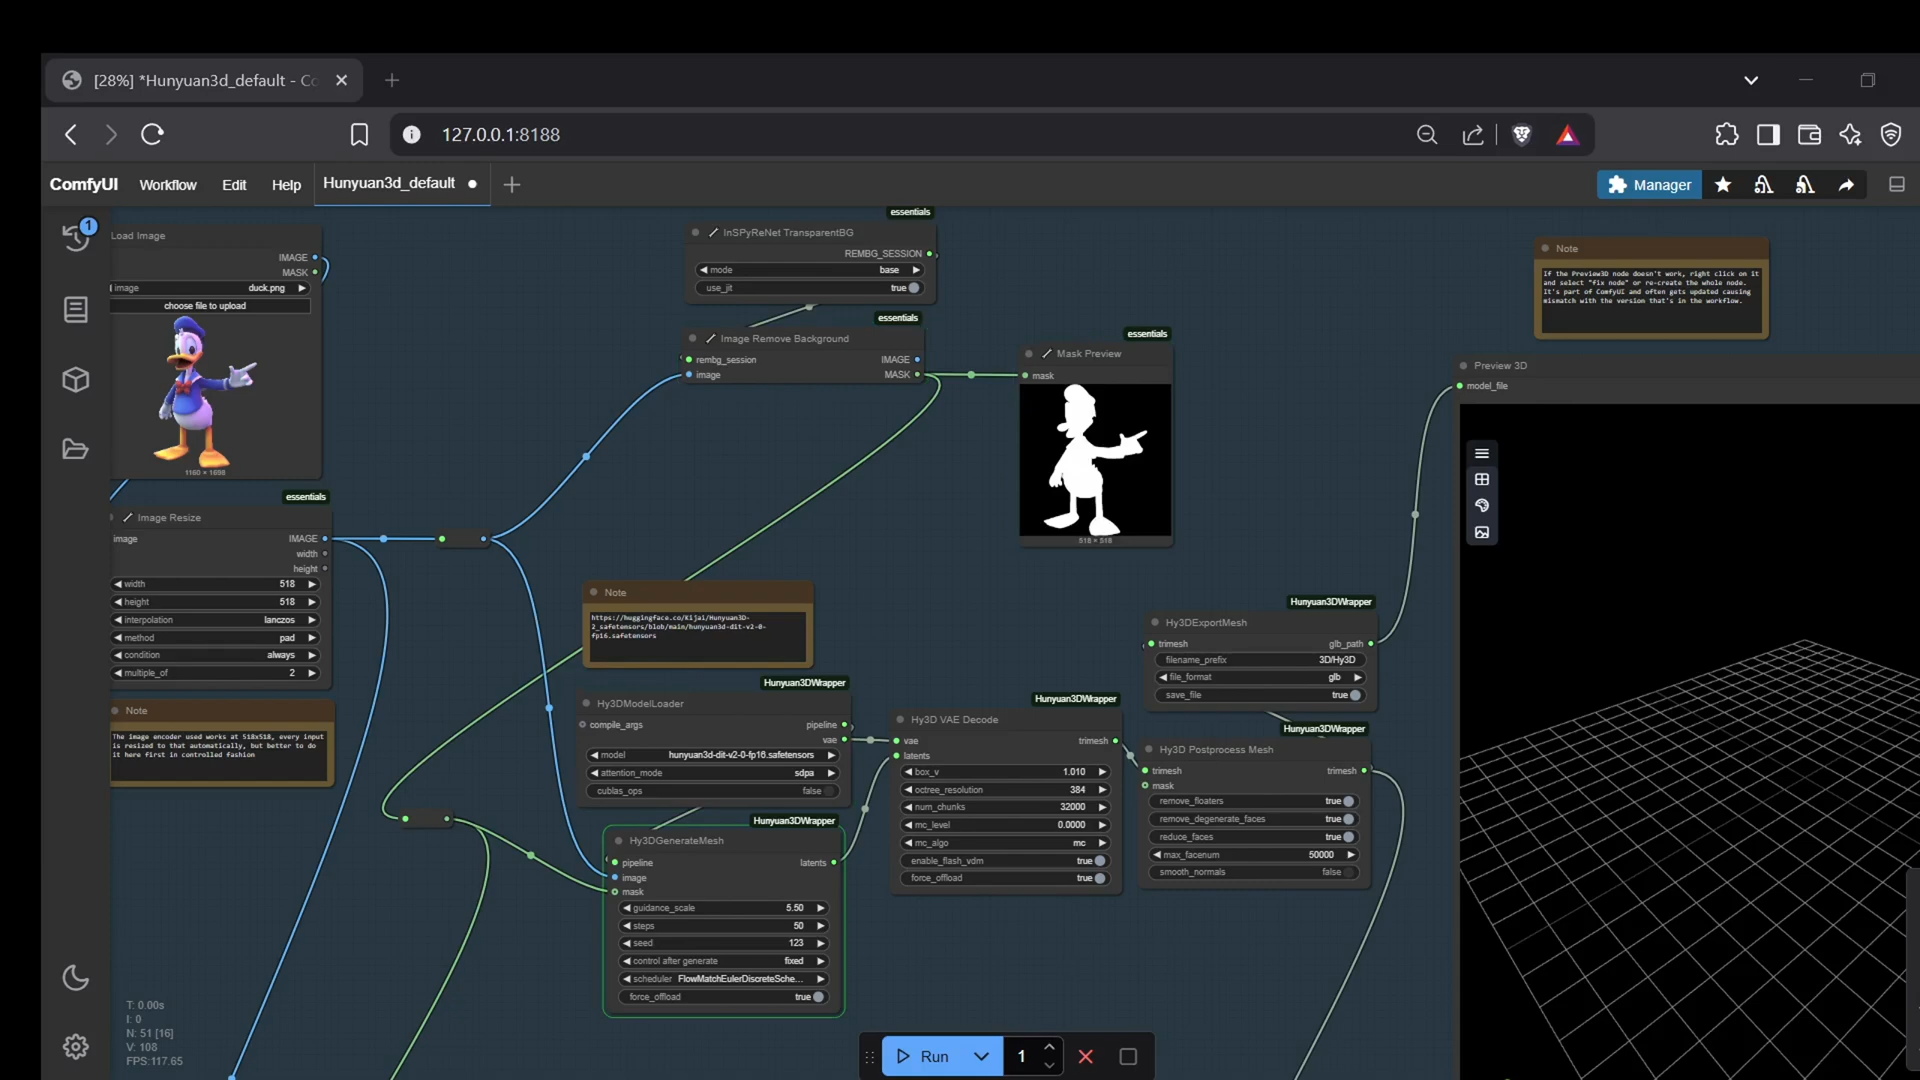 [28%] *Hunyuan3d_default - Co
127.0.0.1:8188
ComfyUI
Workflow
Edit
Help
Hunyuan3d_default
Manager
1
Load Image
IMAGE
MASK
image
duck.png
choose file to upload
1160 × 1698
essentials
Image Resize
image
IMAGE
width
height
width 518
height 518
interpolation lanczos
method pad
condition always
multiple_of 2
Note
The image encoder used works at 518x518, every input
is resized to that automatically, but better to do
it here first in controlled fashion
essentials
InSPyReNet TransparentBG
REMBG_SESSION
mode base
use_jit true
essentials
Image Remove Background
rembg_session IMAGE
image MASK
essentials
Mask Preview
mask
518 × 518
Note
https://huggingface.co/Kijai/Hunyuan3D-
2_safetensors/blob/main/hunyuan3d-dit-v2-0-
fp16.safetensors
Hunyuan3DWrapper
Hy3DModelLoader
compile_args pipeline
vae
model hunyuan3d-dit-v2-0-fp16.safetensors
attention_mode sdpa
cublas_ops false
Hunyuan3DWrapper
Hy3DGenerateMesh
pipeline latents
image
mask
guidance_scale 5.50
steps 50
seed 123
control after generate fixed
scheduler FlowMatchEulerDiscreteSche...
force_offload true
Hunyuan3DWrapper
Hy3D VAE Decode
vae trimesh
latents
box_v 1.010
octree_resolution 384
num_chunks 32000
mc_level 0.0000
mc_algo mc
enable_flash_vdm true
force_offload true
Hunyuan3DWrapper
Hy3DExportMesh
trimesh glb_path
filename_prefix 3D/Hy3D
file_format glb
save_file true
Hunyuan3DWrapper
Hy3D Postprocess Mesh
trimesh trimesh
mask
remove_floaters true
remove_degenerate_faces true
reduce_faces true
max_facenum 50000
smooth_normals false
Note
If the Preview3D node doesn't work, right click on it
and select "fix node" or re-create the whole node.
It's part of ComfyUI and often gets updated causing
mismatch with the version that's in the workflow.
Preview 3D
model_file
T: 0.00s
I: 0
N: 51 [16]
V: 108
FPS:117.65
Run
1